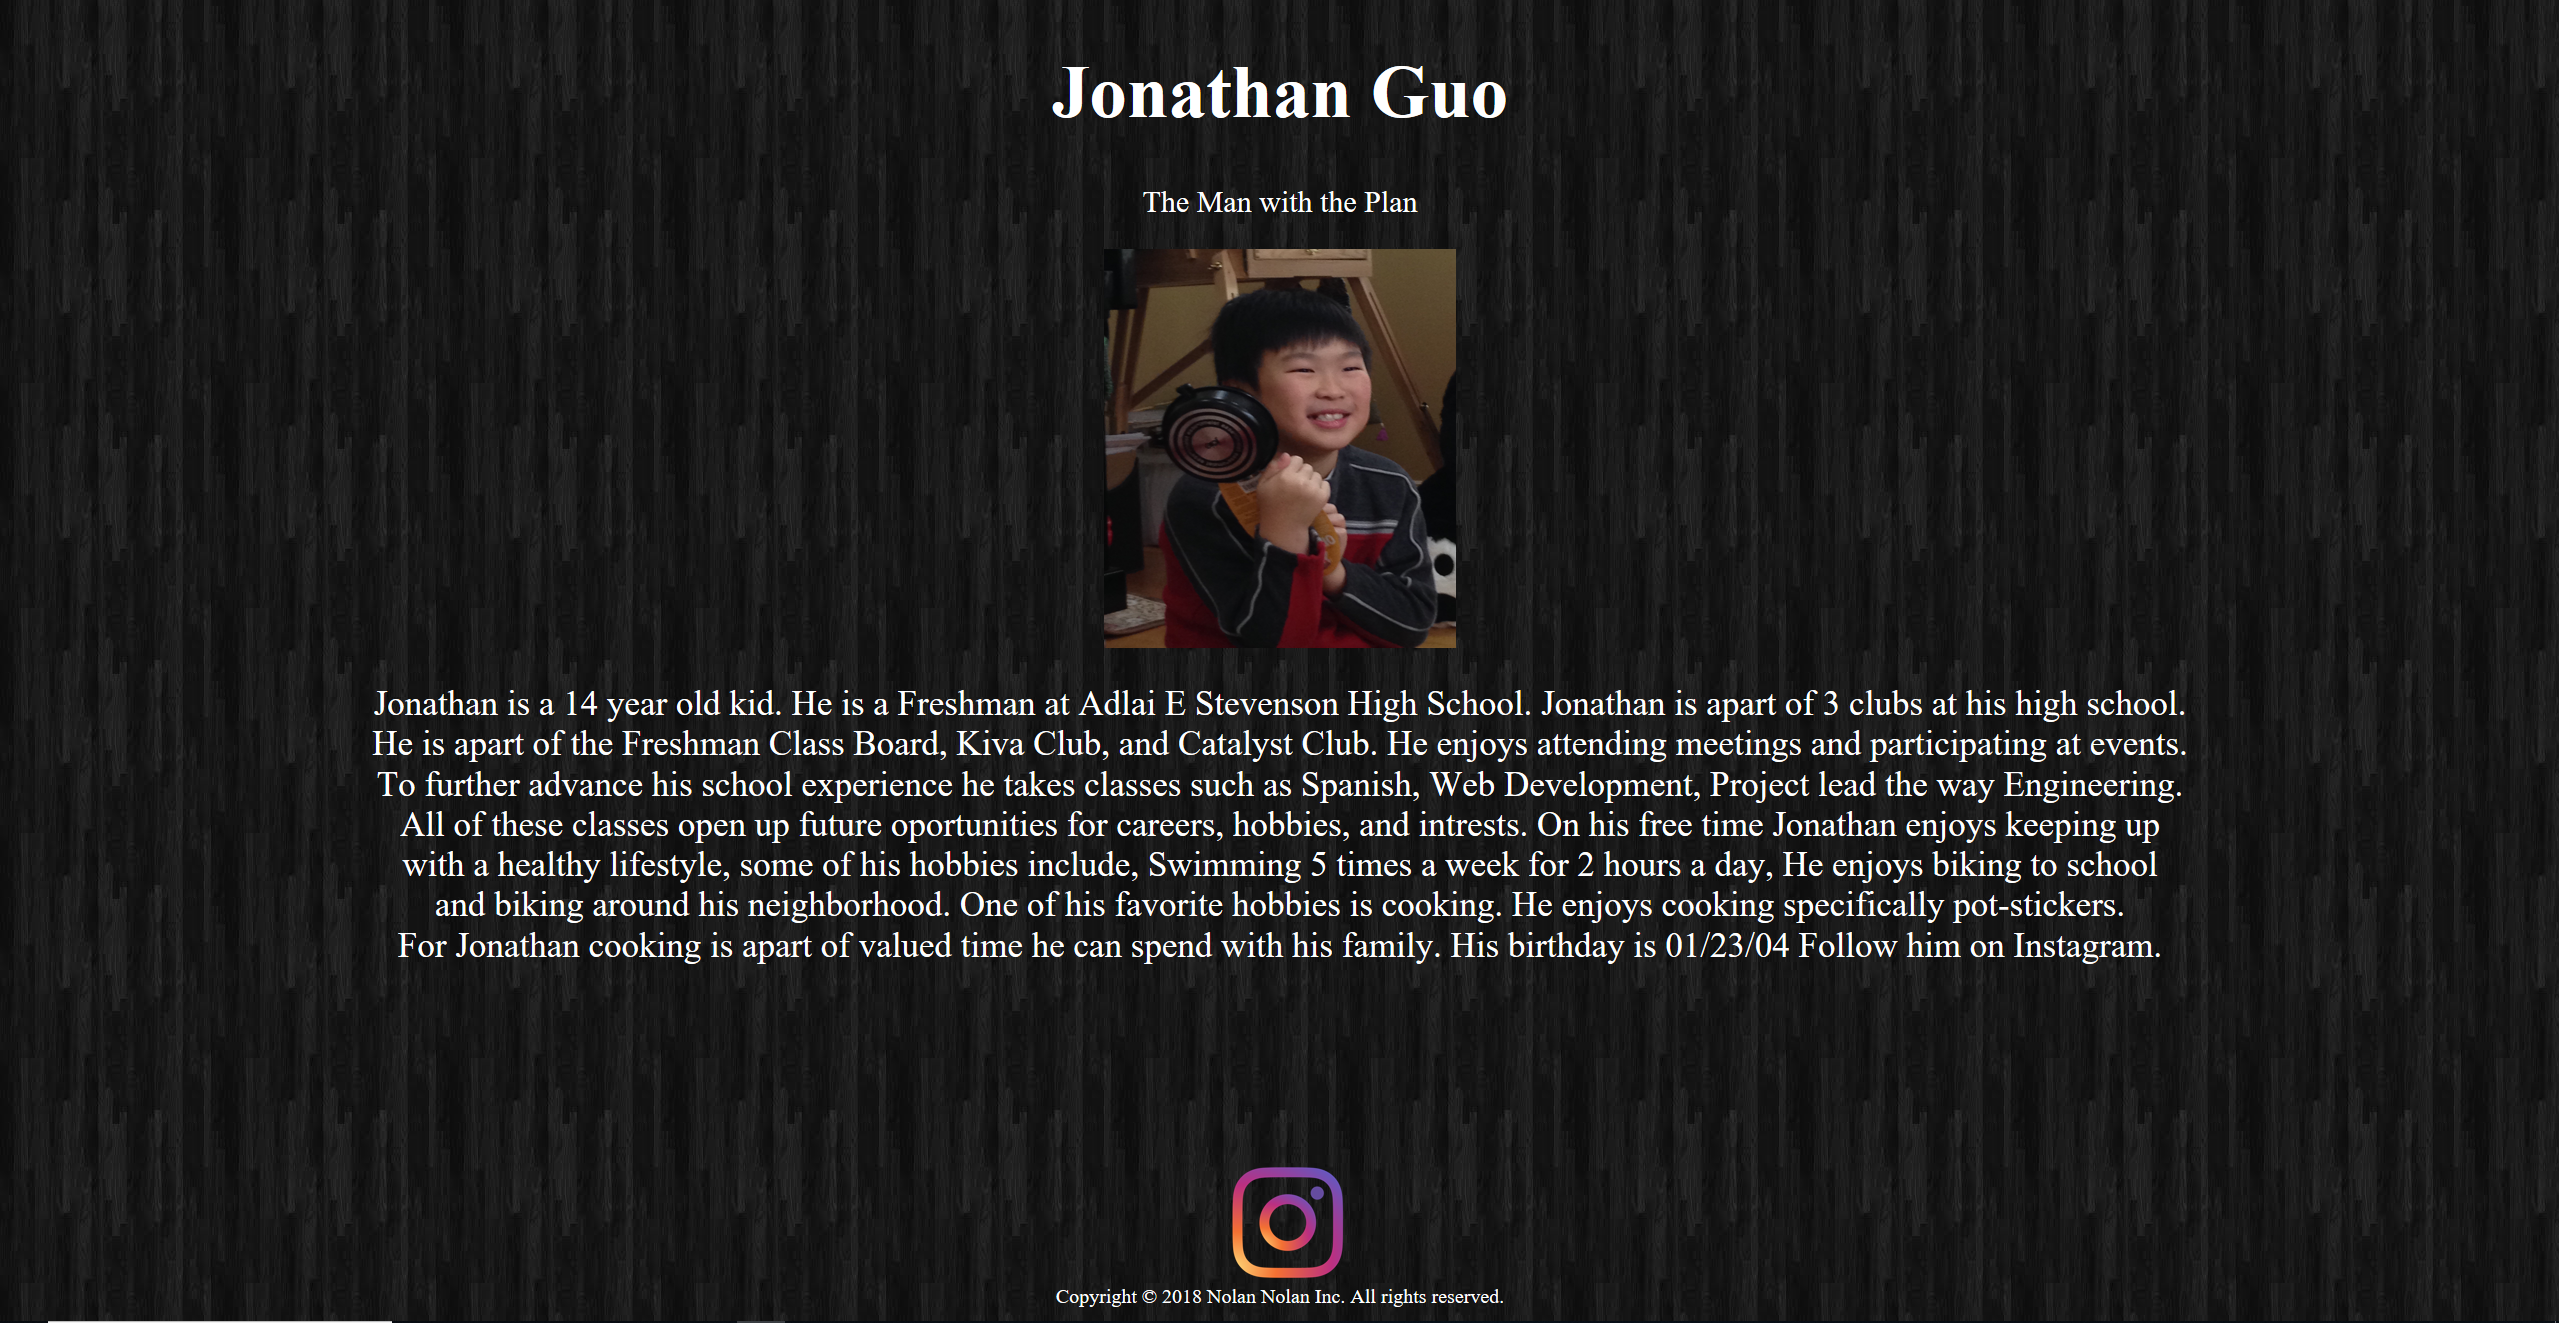 Jonathan Guo
The Man with the Plan
Jonathan is a 14 year old kid. He is a Freshman at Adlai E Stevenson High School. Jonathan is apart of 3 clubs at his high school.
He is apart of the Freshman Class Board, Kiva Club, and Catalyst Club. He enjoys attending meetings and participating at events.
To further advance his school experience he takes classes such as Spanish, Web Development, Project lead the way Engineering.
All of these classes open up future oportunities for careers, hobbies, and intrests. On his free time Jonathan enjoys keeping up
with a healthy lifestyle, some of his hobbies include, Swimming 5 times a week for 2 hours a day, He enjoys biking to school
and biking around his neighborhood. One of his favorite hobbies is cooking. He enjoys cooking specifically pot-stickers.
For Jonathan cooking is apart of valued time he can spend with his family. His birthday is 01/23/04 Follow him on Instagram.
Copyright © 2018 Nolan Nolan Inc. All rights reserved.